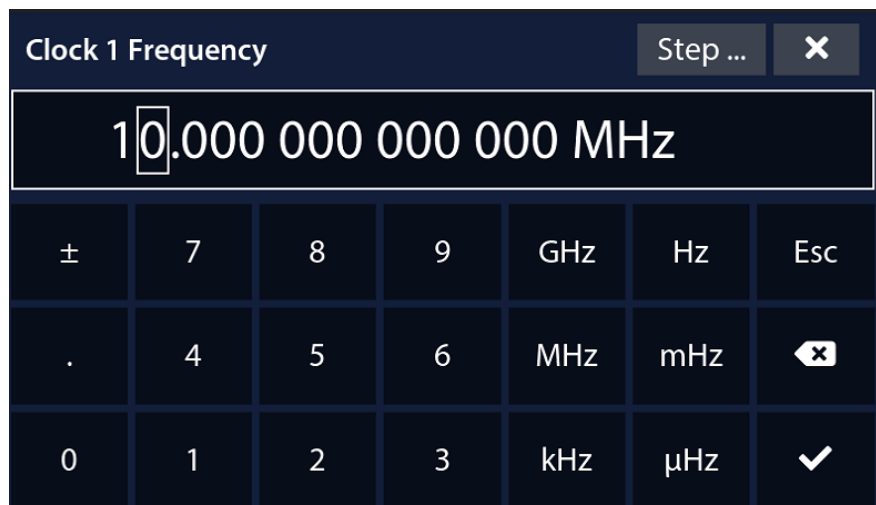 Clock 1 Frequency Step ...
10.000 000 000 000 MHz
± 7 8 9 GHz Hz Esc
. 4 5 6 MHz mHz
0 1 2 3 kHz µHz